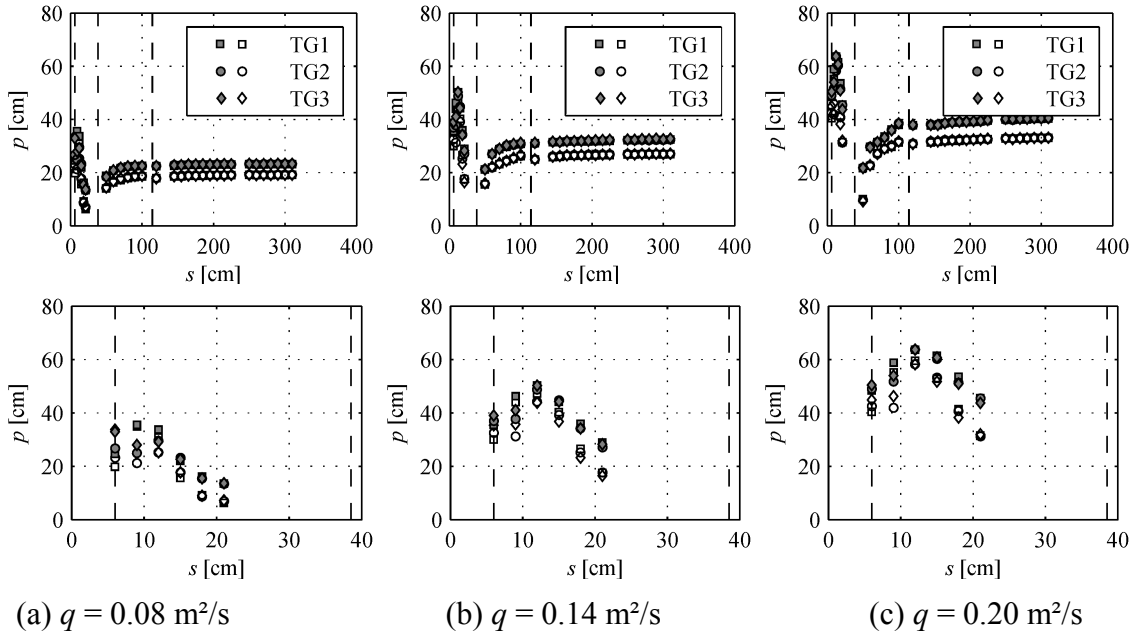 80
60
40
20
0
p [cm]
0 100 200 300 400
s [cm]
TG1
TG2
TG3
80
60
40
20
0
p [cm]
0 100 200 300 400
s [cm]
TG1
TG2
TG3
80
60
40
20
0
p [cm]
0 100 200 300 400
s [cm]
TG1
TG2
TG3
80
60
40
20
0
p [cm]
0 10 20 30 40
s [cm]
80
60
40
20
0
p [cm]
0 10 20 30 40
s [cm]
80
60
40
20
0
p [cm]
0 10 20 30 40
s [cm]
(a) q = 0.08 m²/s
(b) q = 0.14 m²/s
(c) q = 0.20 m²/s